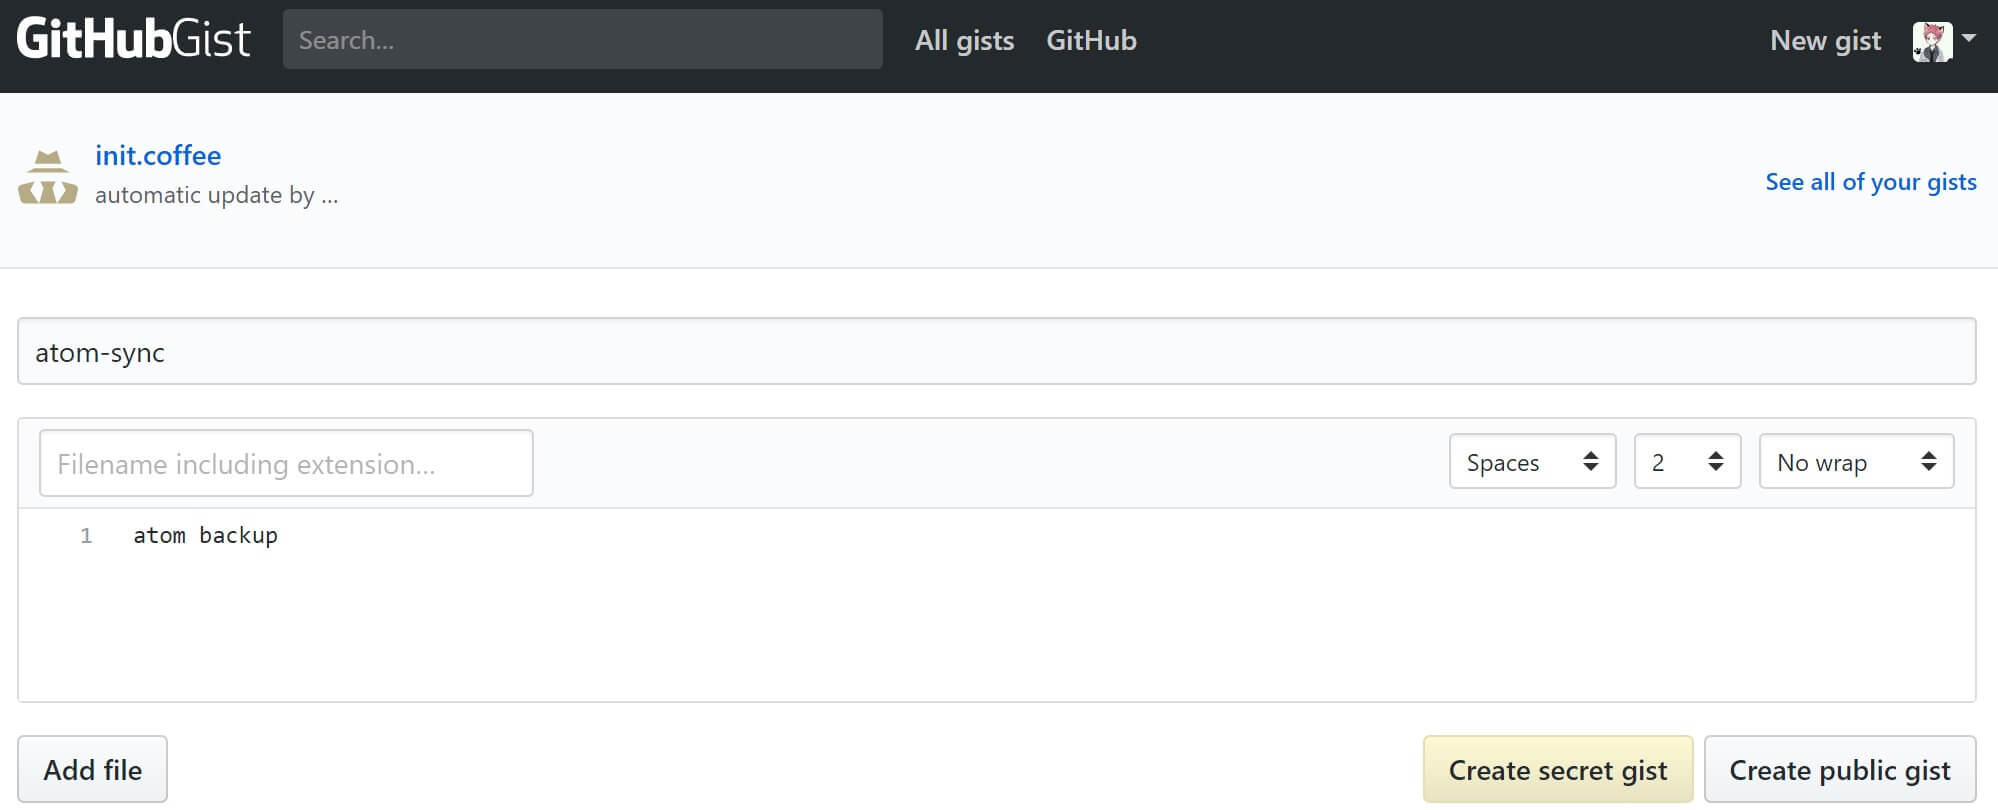 GitHubGist Search... All gists GitHub New gist
init.coffee
automatic update by ...
See all of your gists
atom-sync
Filename including extension... Spaces 2 No wrap
1 atom backup
Add file Create secret gist Create public gist